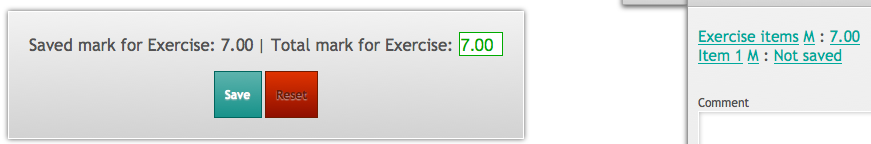 Saved mark for Exercise: 7.00 | Total mark for Exercise: 7.00
Save Reset
Exercise items M : 7.00
Item 1 M : Not saved
Comment